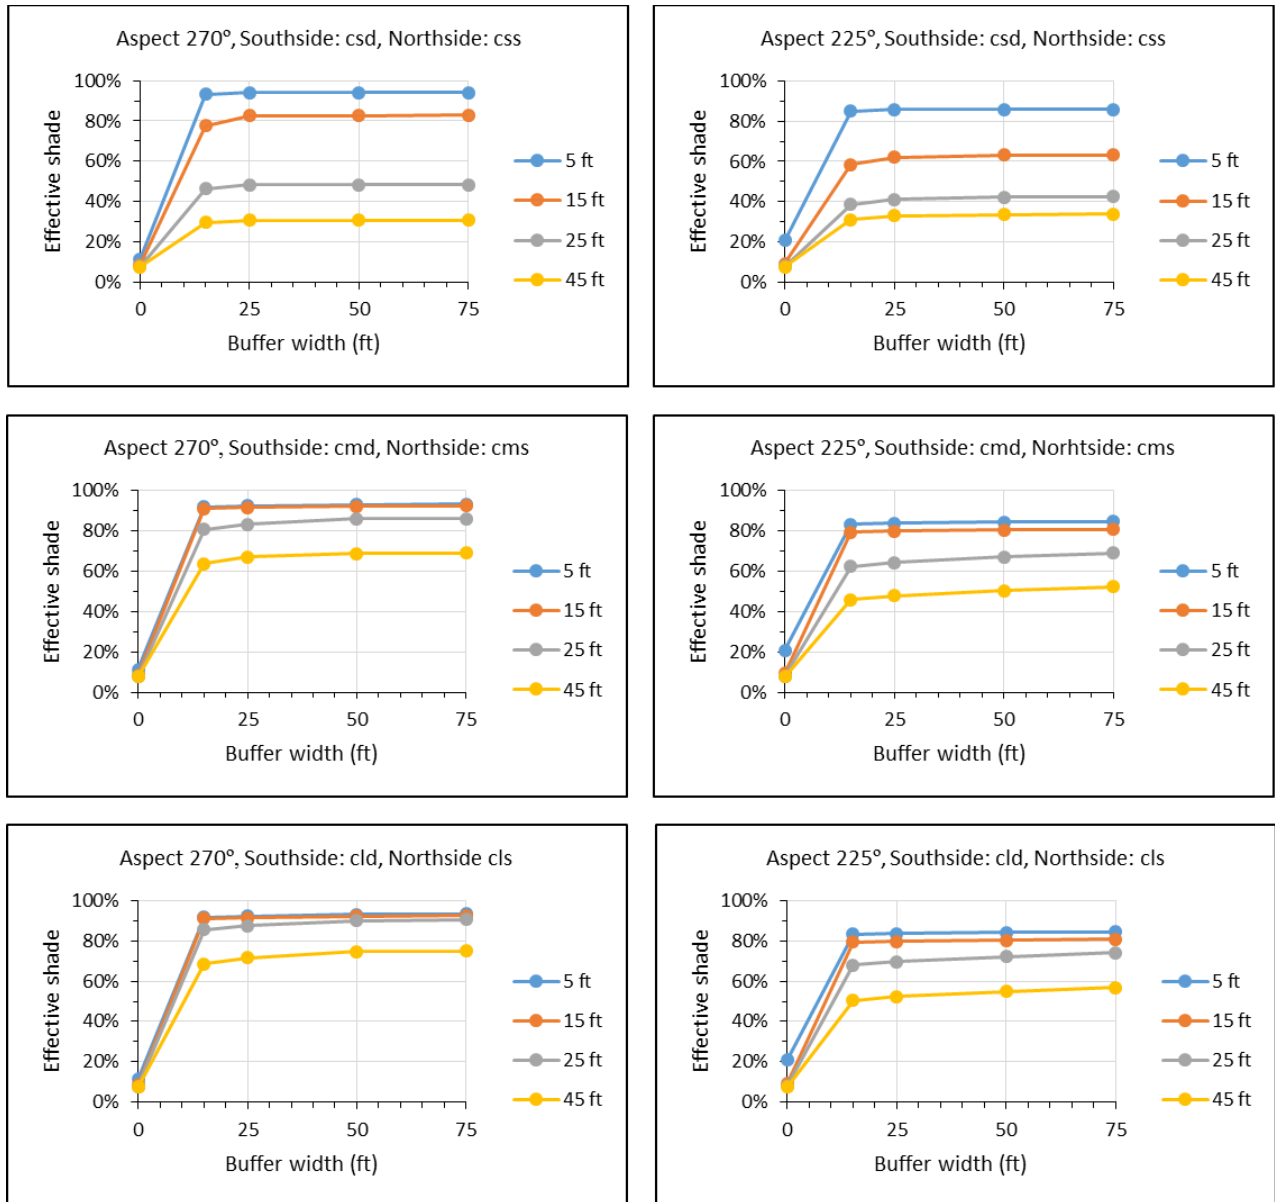 Aspect 270°, Southside: csd, Northside: css
100%
80%
60%
40%
20%
0%
Effective shade
0 25 50 75
Buffer width (ft)
5 ft
15 ft
25 ft
45 ft
Aspect 225°, Southside: csd, Northside: css
100%
80%
60%
40%
20%
0%
Effective shade
0 25 50 75
Buffer width (ft)
5 ft
15 ft
25 ft
45 ft
Aspect 270°, Southside: cmd, Northside: cms
100%
80%
60%
40%
20%
0%
Effective shade
0 25 50 75
Buffer width (ft)
5 ft
15 ft
25 ft
45 ft
Aspect 225°, Southside: cmd, Norhtside: cms
100%
80%
60%
40%
20%
0%
Effective shade
0 25 50 75
Buffer width (ft)
5 ft
15 ft
25 ft
45 ft
Aspect 270°, Southside: cld, Northside cls
100%
80%
60%
40%
20%
0%
Effective shade
0 25 50 75
Buffer width (ft)
5 ft
15 ft
25 ft
45 ft
Aspect 225°, Southside: cld, Northside: cls
100%
80%
60%
40%
20%
0%
Effective shade
0 25 50 75
Buffer width (ft)
5 ft
15 ft
25 ft
45 ft